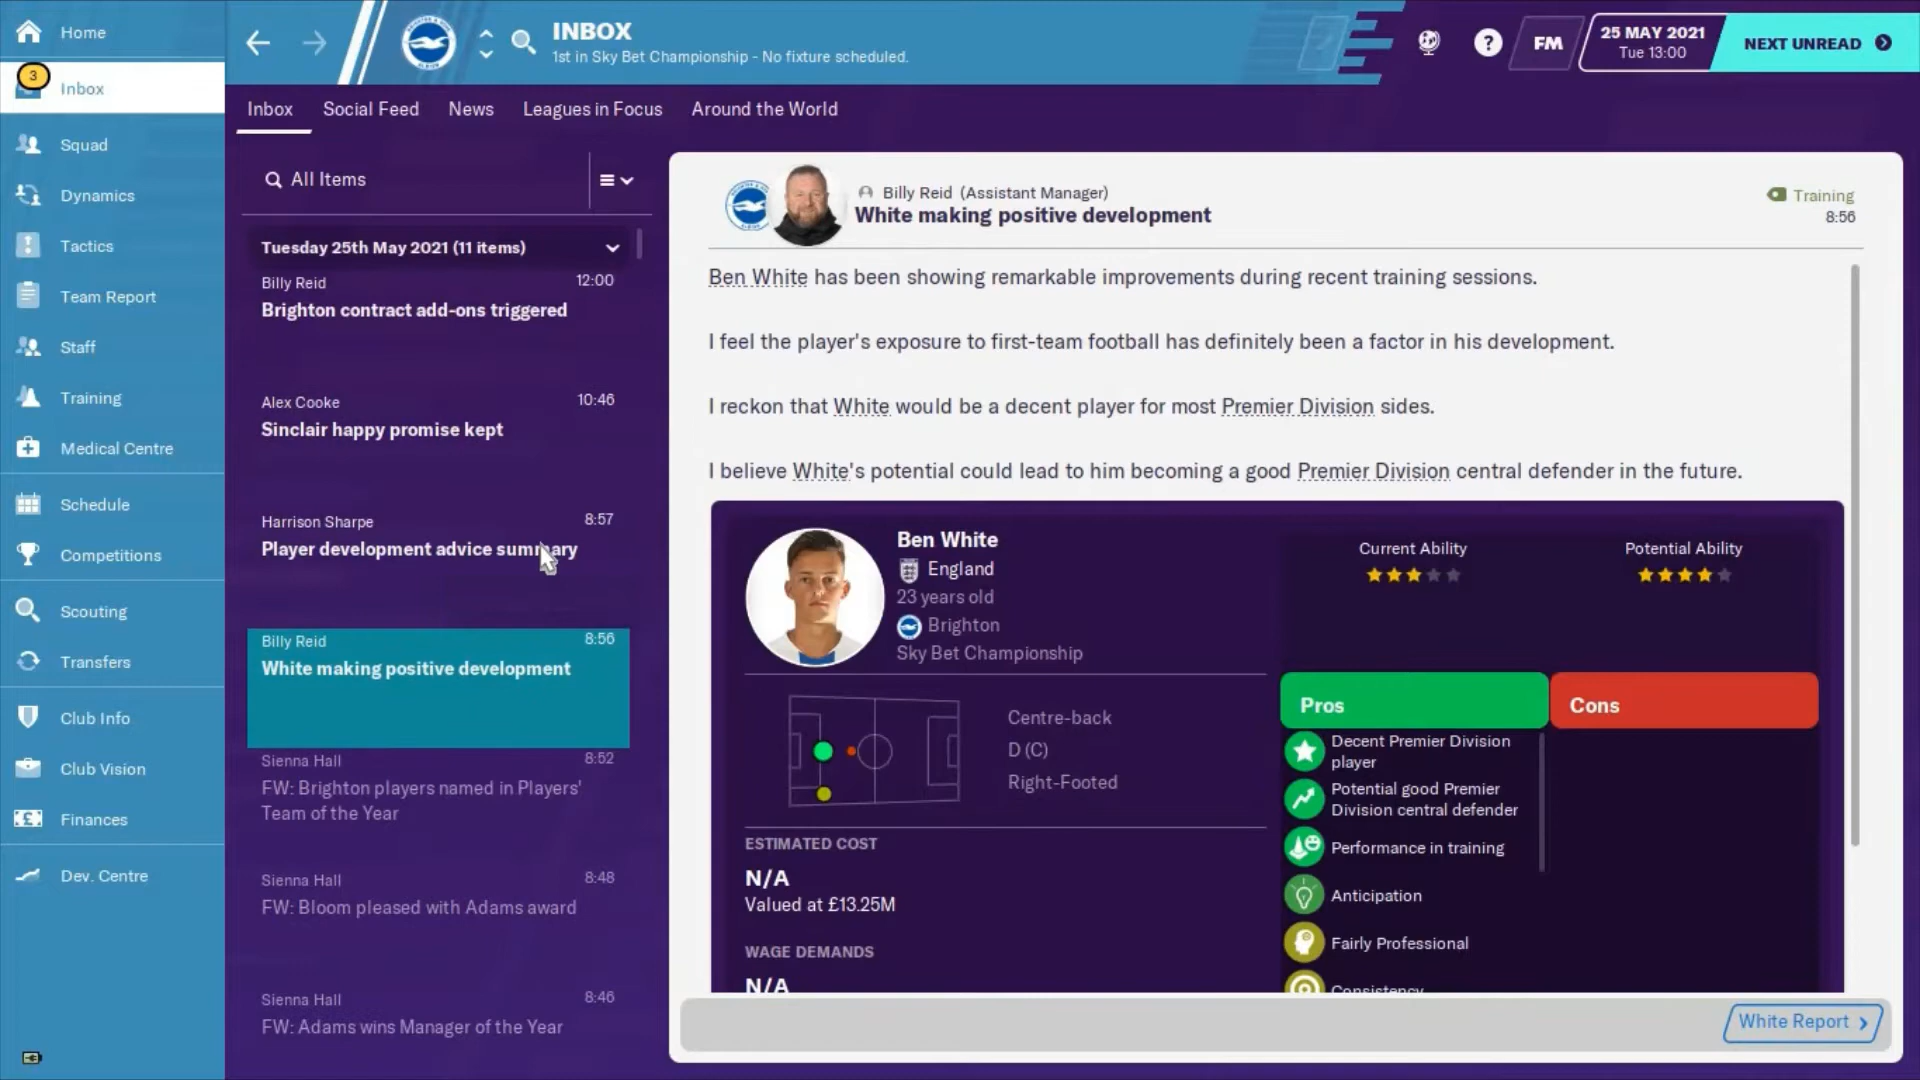 Home
3
Inbox
Squad
Dynamics
Tactics
Team Report
Staff
Training
Medical Centre
Schedule
Competitions
Scouting
Transfers
Club Info
Club Vision
Finances
Dev. Centre
INBOX
1st in Sky Bet Championship - No fixture scheduled.
?
FM
25 MAY 2021
Tue 13:00
NEXT UNREAD
Inbox
Social Feed
News
Leagues in Focus
Around the World
All Items
Tuesday 25th May 2021 (11 items)
Billy Reid 12:00
Brighton contract add-ons triggered
Alex Cooke 10:46
Sinclair happy promise kept
Harrison Sharpe 8:57
Player development advice summary
Billy Reid 8:56
White making positive development
Sienna Hall 8:52
FW: Brighton players named in Players'
Team of the Year
Sienna Hall 8:48
FW: Bloom pleased with Adams award
Sienna Hall 8:46
FW: Adams wins Manager of the Year
Billy Reid (Assistant Manager)
White making positive development
Training
8:56
Ben White has been showing remarkable improvements during recent training sessions.
I feel the player's exposure to first-team football has definitely been a factor in his development.
I reckon that White would be a decent player for most Premier Division sides.
I believe White's potential could lead to him becoming a good Premier Division central defender in the future.
Ben White
England
23 years old
Brighton
Sky Bet Championship
Centre-back
D (C)
Right-Footed
ESTIMATED COST
N/A
Valued at £13.25M
WAGE DEMANDS
N/A
Current Ability
Potential Ability
Pros
Cons
Decent Premier Division
player
Potential good Premier
Division central defender
Performance in training
Anticipation
Fairly Professional
Consistency
White Report